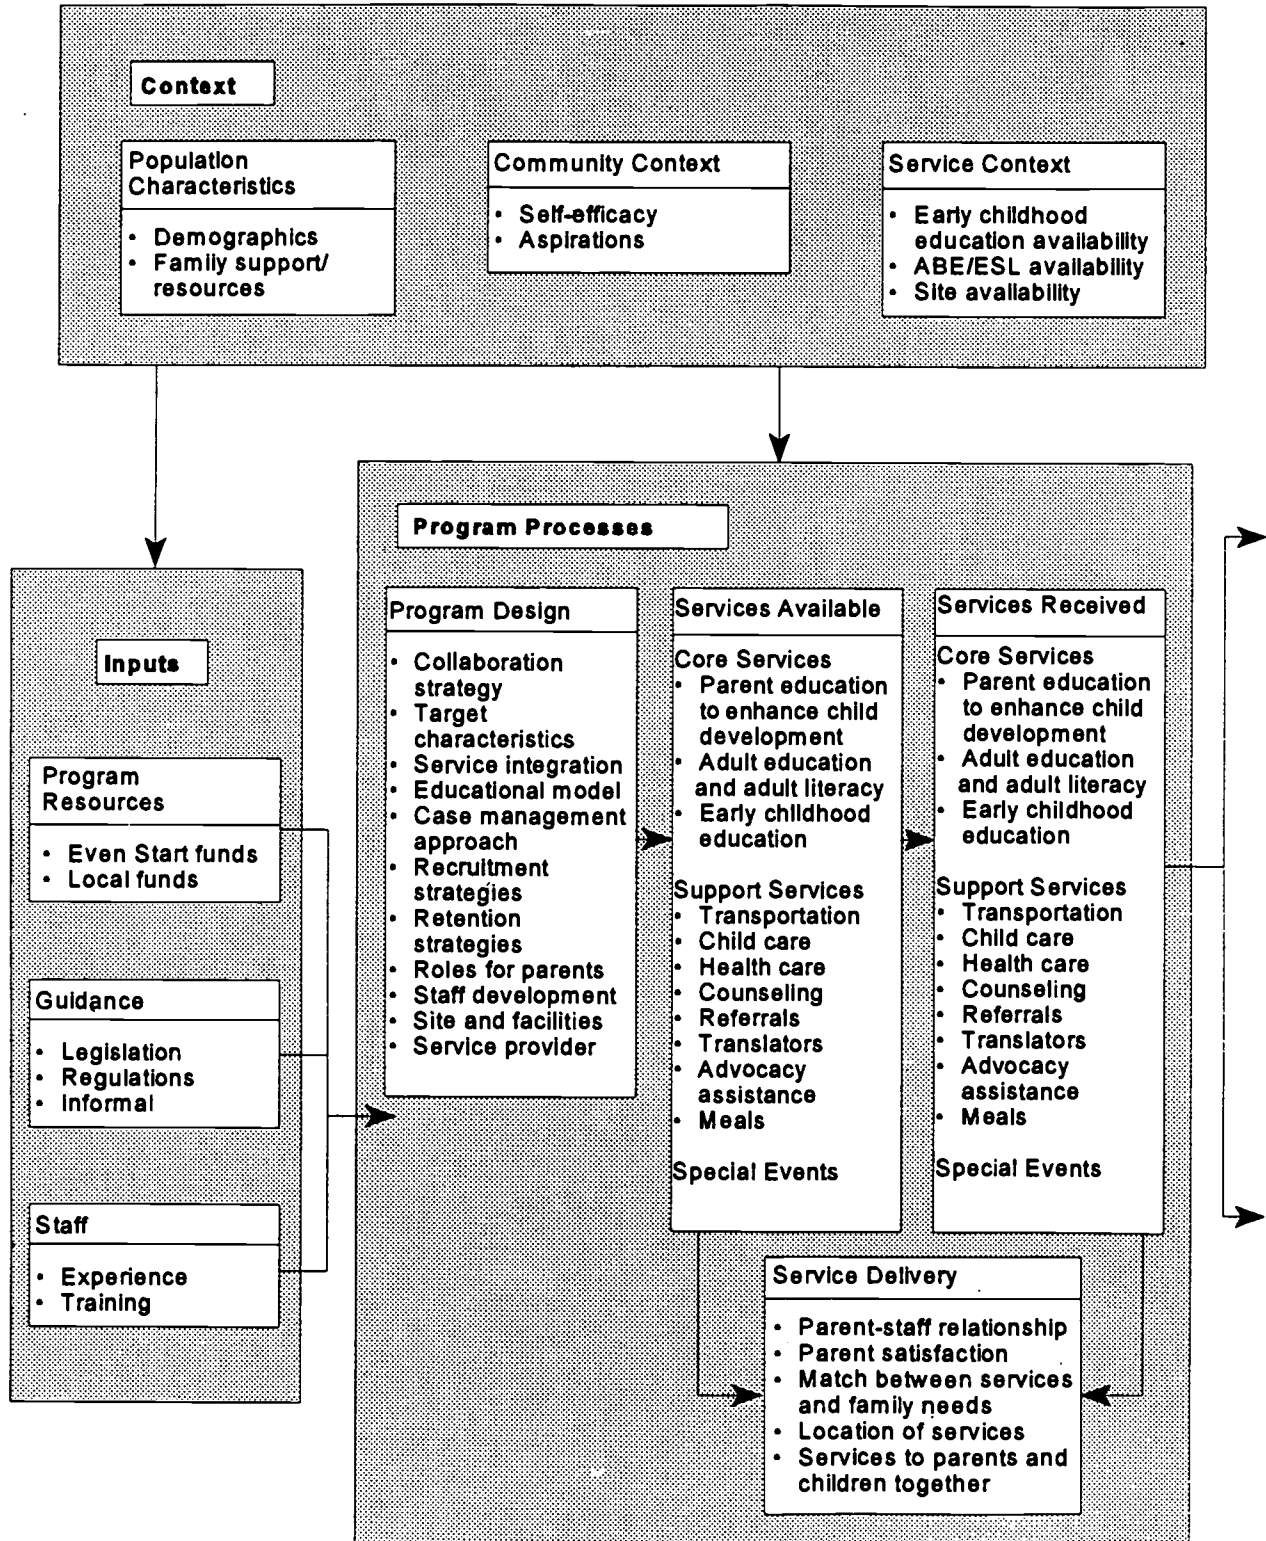 Context
Population
Characteristics
• Demographics
• Family support/
resources
Community Context
• Self-efficacy
• Aspirations
Service Context
• Early childhood
education availability
• ABE/ESL availability
• Site availability
Inputs
Program
Resources
• Even Start funds
• Local funds
Guidance
• Legislation
• Regulations
• Informal
Staff
• Experience
• Training
Program Processes
Program Design
• Collaboration
strategy
• Target
characteristics
• Service integration
• Educational model
• Case management
approach
• Recruitment
strategies
• Retention
strategies
• Roles for parents
• Staff development
• Site and facilities
• Service provider
Services Available
Core Services
• Parent education
to enhance child
development
• Adult education
and adult literacy
• Early childhood
education
Support Services
• Transportation
• Child care
• Health care
• Counseling
• Referrals
• Translators
• Advocacy
assistance
• Meals
Special Events
Services Received
Core Services
• Parent education
to enhance child
development
• Adult education
and adult literacy
• Early childhood
education
Support Services
• Transportation
• Child care
• Health care
• Counseling
• Referrals
• Translators
• Advocacy
assistance
• Meals
Special Events
Service Delivery
• Parent-staff relationship
• Parent satisfaction
• Match between services
and family needs
• Location of services
• Services to parents and
children together